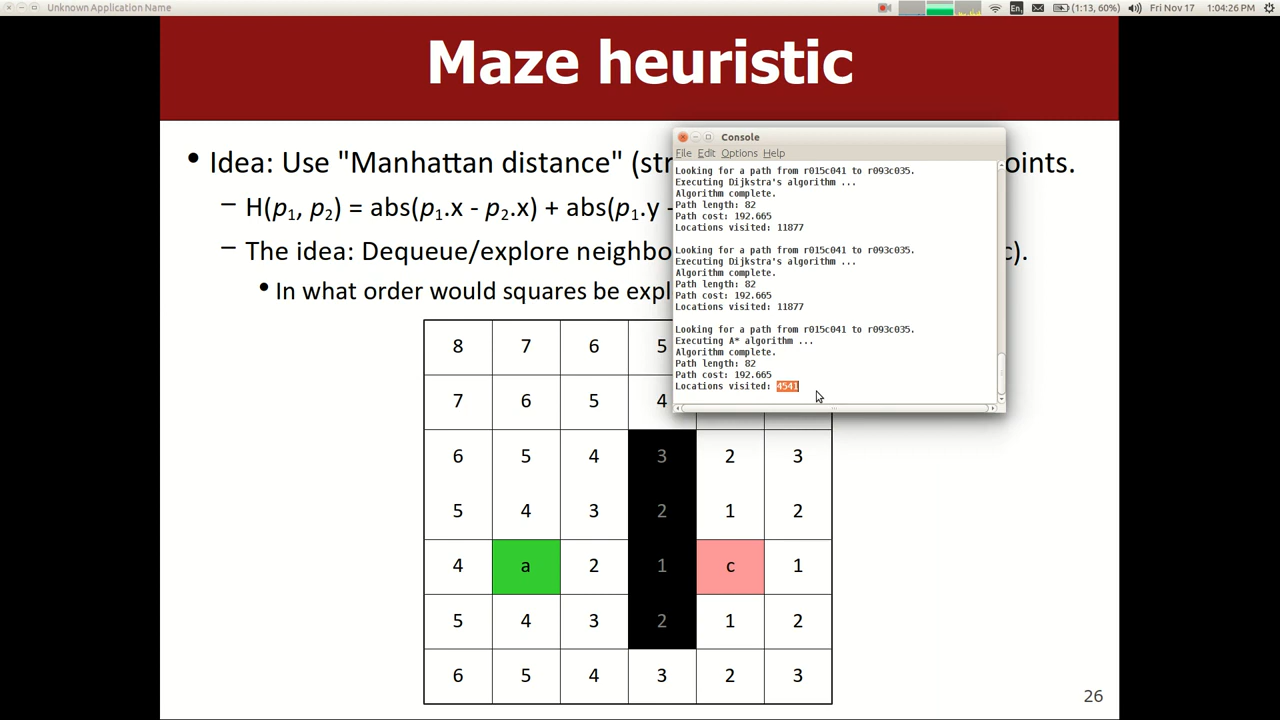 Unknown Application Name
En
(1:13, 60%)
Fri Nov 17
1:04:26 PM
Maze heuristic
• Idea: Use "Manhattan distance" (str
oints.
– H(p1, p2) = abs(p1.x - p2.x) + abs(p1.y -
– The idea: Dequeue/explore neighbo
c).
• In what order would squares be expl
Console
File Edit Options Help
Looking for a path from r015c041 to r093c035.
Executing Dijkstra's algorithm ...
Algorithm complete.
Path length: 82
Path cost: 192.665
Locations visited: 11877
Looking for a path from r015c041 to r093c035.
Executing Dijkstra's algorithm ...
Algorithm complete.
Path length: 82
Path cost: 192.665
Locations visited: 11877
Looking for a path from r015c041 to r093c035.
Executing A* algorithm ...
Algorithm complete.
Path length: 82
Path cost: 192.665
Locations visited: 4541
8 7 6 5
7 6 5 4
6 5 4 3 2 3
5 4 3 2 1 2
4 a 2 1 c 1
5 4 3 2 1 2
6 5 4 3 2 3
26